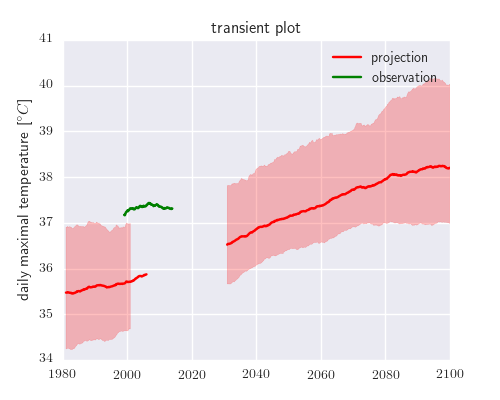 transient plot
daily maximal temperature [°C]
41
40
39
38
37
36
35
34
projection
observation
1980 2000 2020 2040 2060 2080 2100